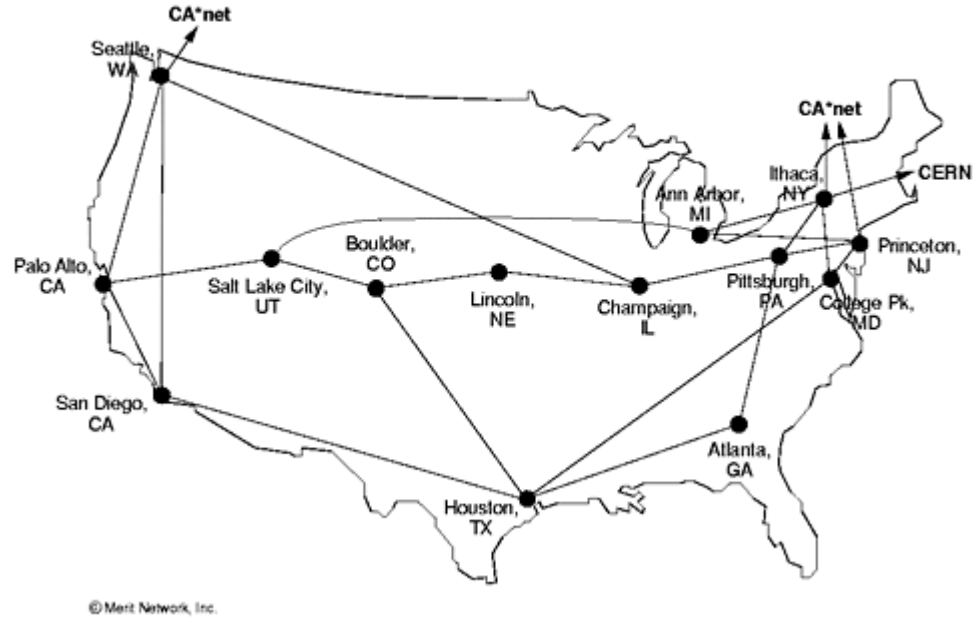 CA*net
Seattle,
WA
CA*net
Ithaca,
NY
CERN
Ann Arbor,
MI
Boulder,
CO
Princeton,
NJ
Palo Alto,
CA
Salt Lake City,
UT
Lincoln,
NE
Champaign,
IL
Pittsburgh,
PA
College Pk,
MD
San Diego,
CA
Atlanta,
GA
Houston,
TX
© Merit Network, Inc.